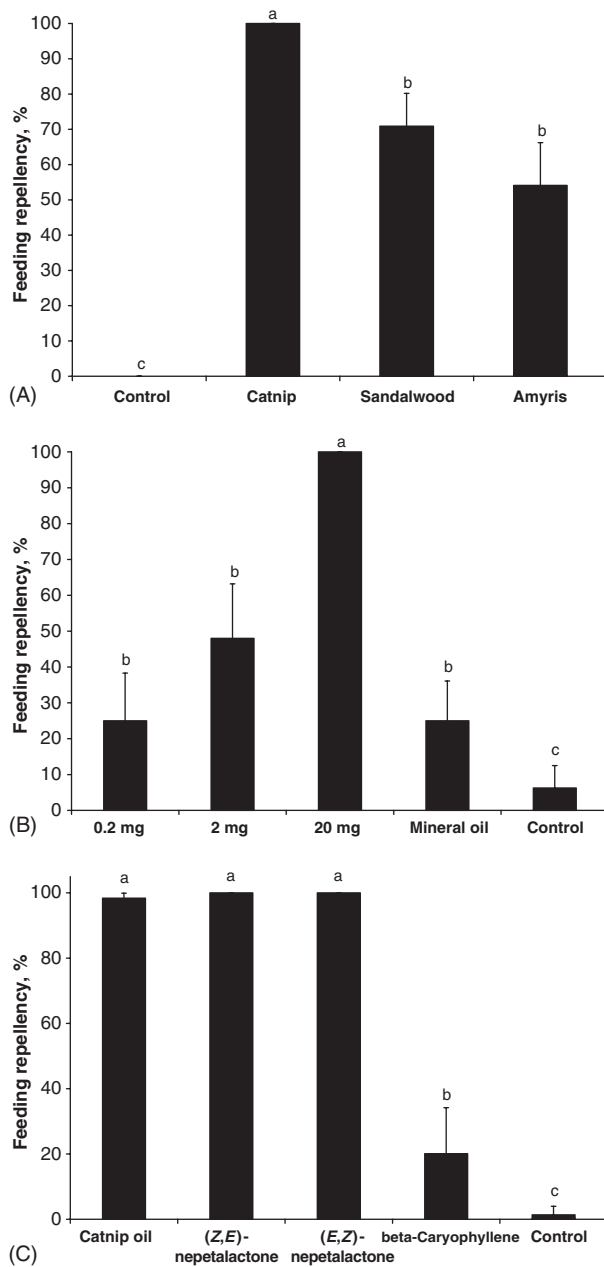 100
90
80
70
60
50
40
30
20
10
0
Feeding repellency, %
c
a
b
b
Control Catnip Sandalwood Amyris
(A)
100
90
80
70
60
50
40
30
20
10
0
Feeding repellency, %
b
b
a
b
c
0.2 mg 2 mg 20 mg Mineral oil Control
(B)
100
80
60
40
20
0
Feeding repellency, %
a
a
a
b
c
Catnip oil (Z,E)- (E,Z)- beta-Caryophyllene Control
nepetalactone nepetalactone
(C)